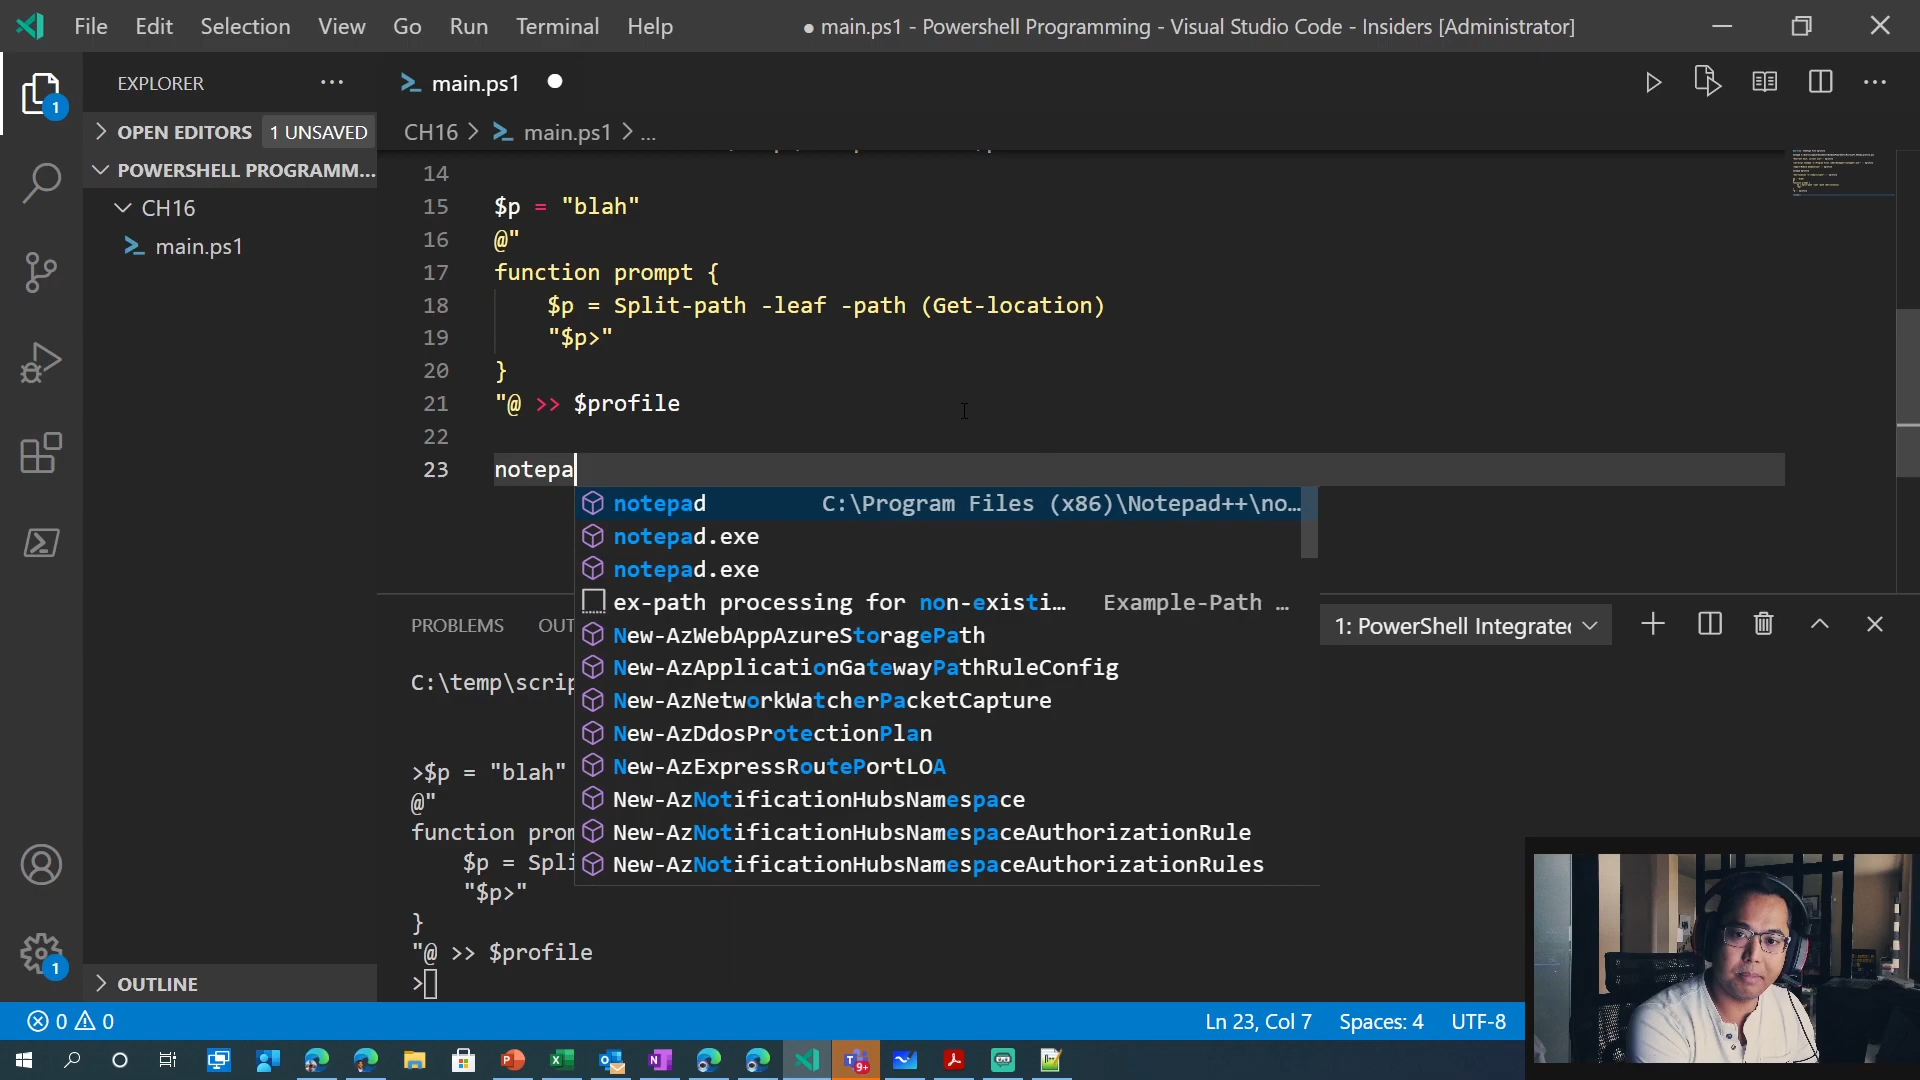 File Edit Selection View Go Run Terminal Help
● main.ps1 - Powershell Programming - Visual Studio Code - Insiders [Administrator]
EXPLORER
main.ps1
OPEN EDITORS 1 UNSAVED
CH16 > main.ps1 > ...
POWERSHELL PROGRAMM...
CH16
main.ps1
14
15 $p = "blah"
16 @"
17 function prompt {
18 $p = Split-path -leaf -path (Get-location)
19 "$p>"
20 }
21 "@ >> $profile
22
23 notepa
notepad C:\Program Files (x86)\Notepad++\no…
notepad.exe
notepad.exe
ex-path processing for non-existi… Example-Path …
New-AzWebAppAzureStoragePath
New-AzApplicationGatewayPathRuleConfig
New-AzNetworkWatcherPacketCapture
New-AzDdosProtectionPlan
New-AzExpressRoutePortLOA
New-AzNotificationHubsNamespace
New-AzNotificationHubsNamespaceAuthorizationRule
New-AzNotificationHubsNamespaceAuthorizationRules
PROBLEMS OUT
1: PowerShell Integrated
C:\temp\scrip
>$p = "blah"
@"
function prom
$p = Spli
"$p>"
}
"@ >> $profile
>
OUTLINE
1
1
0 0
Ln 23, Col 7 Spaces: 4 UTF-8
9+